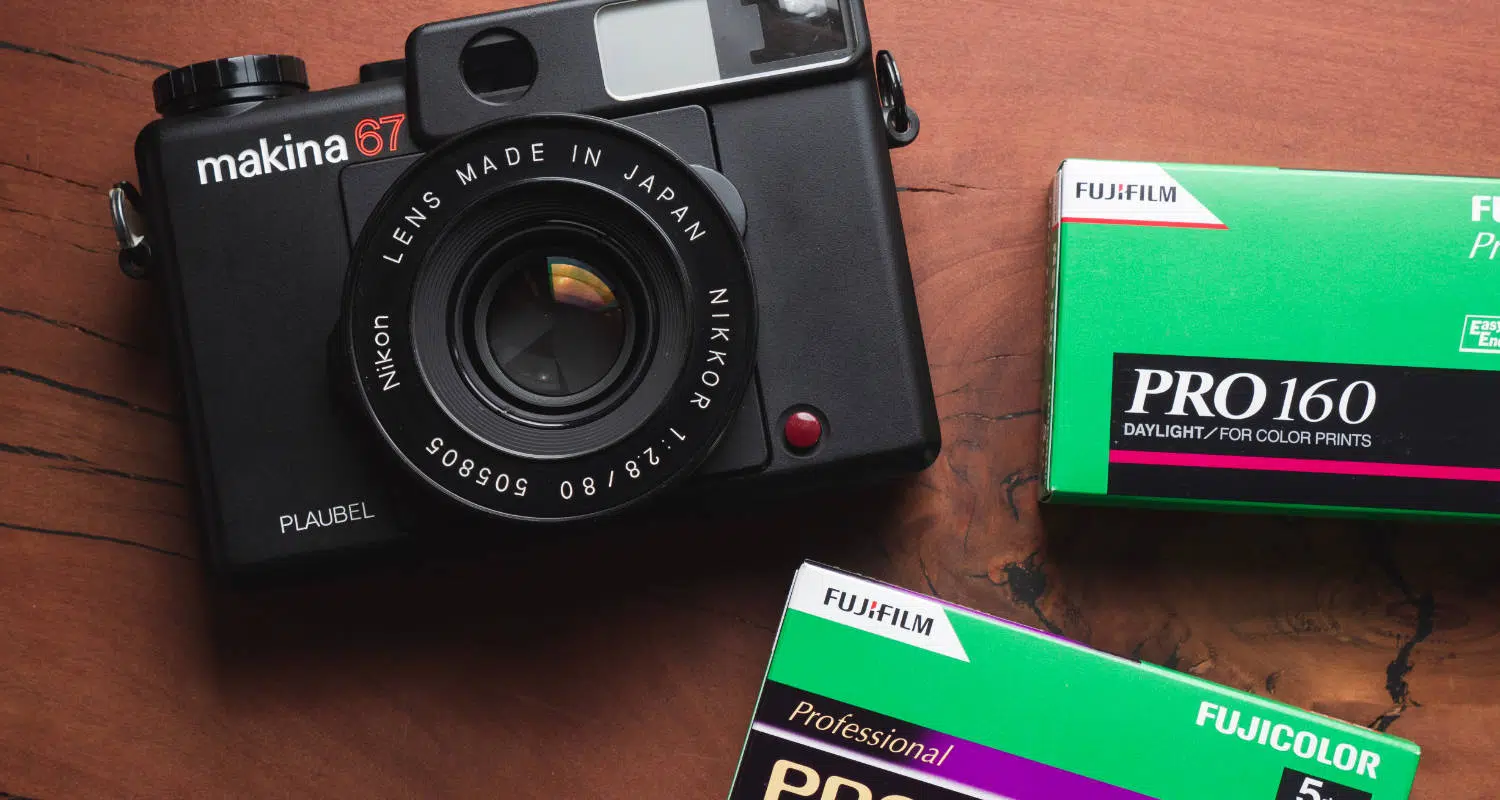 makina 67
LENS MADE IN JAPAN
NIKKOR 1:2.8/80
505805
Nikon
PLAUBEL
FUJIFILM
PRO 160
DAYLIGHT/FOR COLOR PRINTS
FUJIFILM
Professional
FUJICOLOR
5